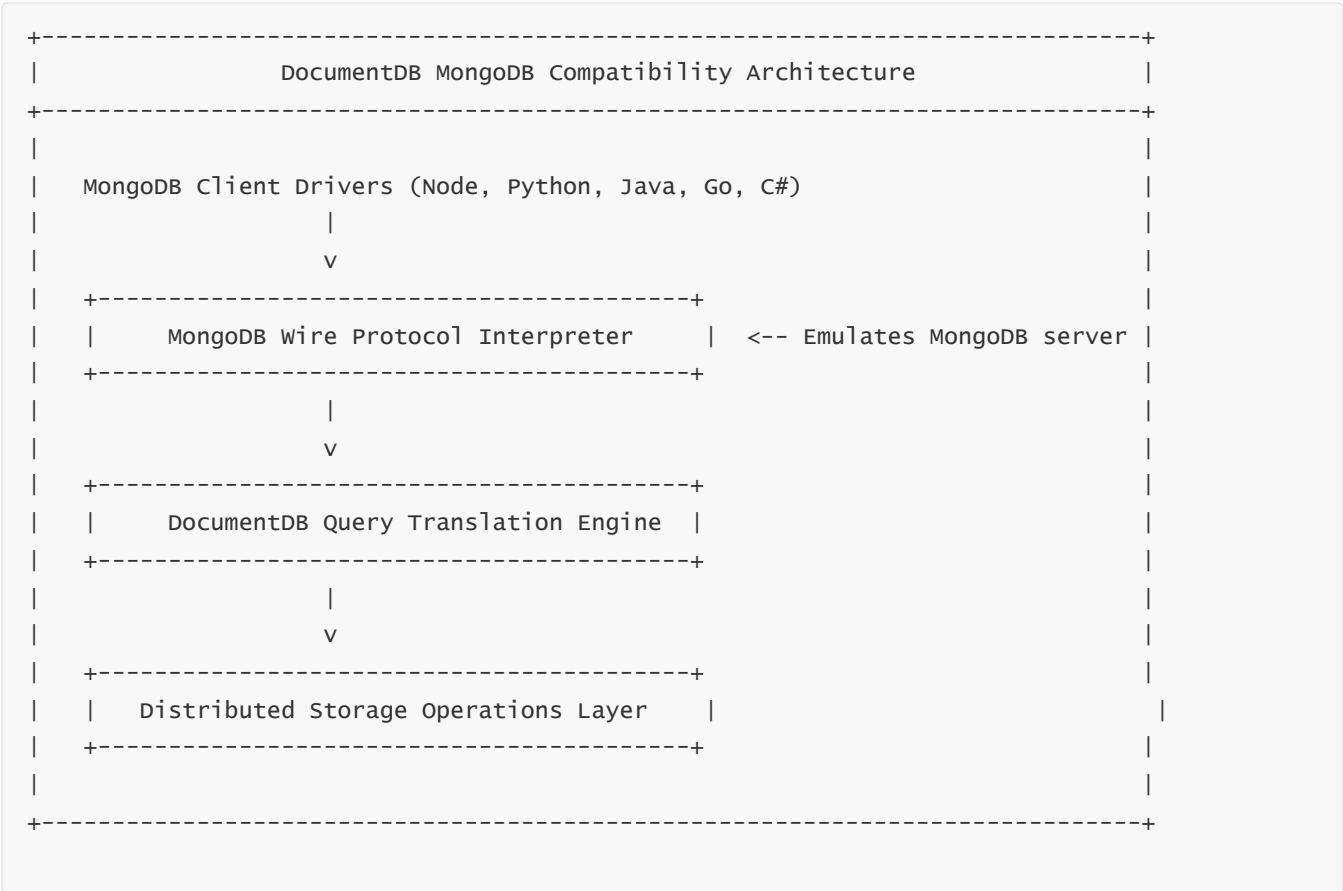 +------------------------------------------------------------------------------+
|                 DocumentDB MongoDB Compatibility Architecture                |
+------------------------------------------------------------------------------+
|                                                                              |
|   MongoDB Client Drivers (Node, Python, Java, Go, C#)                        |
|                    |                                                         |
|                    v                                                         |
|   +------------------------------------------+                               |
|   |     MongoDB Wire Protocol Interpreter     |  <-- Emulates MongoDB server |
|   +------------------------------------------+                               |
|                    |                                                         |
|                    v                                                         |
|   +------------------------------------------+                               |
|   |     DocumentDB Query Translation Engine  |                               |
|   +------------------------------------------+                               |
|                    |                                                         |
|                    v                                                         |
|   +------------------------------------------+                               |
|   |   Distributed Storage Operations Layer    |                               |
|   +------------------------------------------+                               |
|                                                                              |
+------------------------------------------------------------------------------+